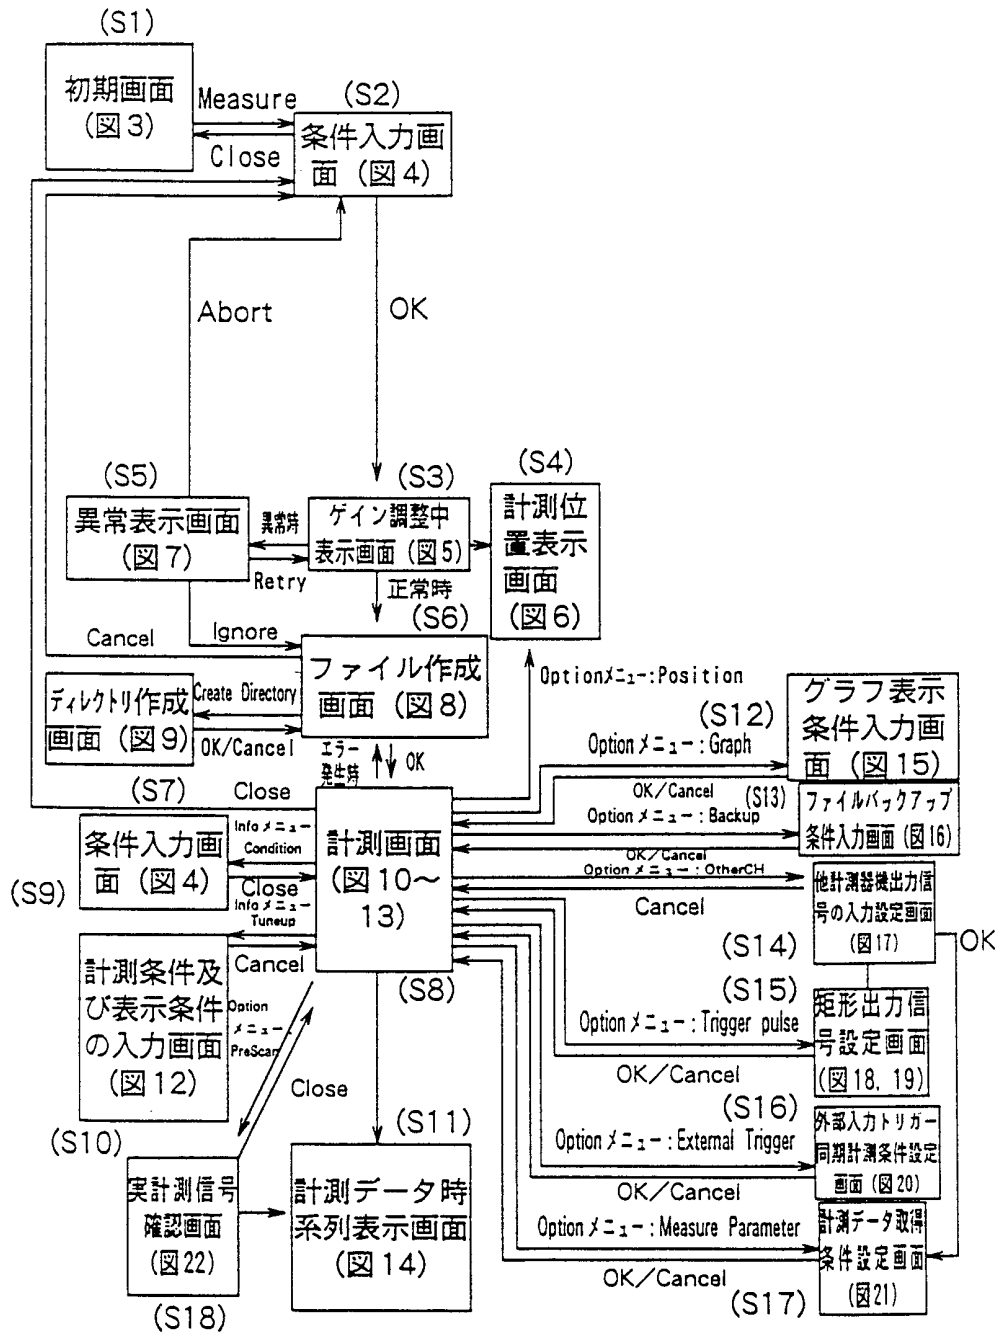 (S1)
初期画面
(図3)
Measure
Close
(S2)
条件入力画
面 (図4)
Abort
OK
(S5)
異常表示画面
(図7)
異常時
Retry
(S3)
ゲイン調整中
表示画面 (図5)
正常時
(S4)
計測位
置表示
画面
(図6)
Cancel
Ignore
(S6)
ファイル作成
画面 (図8)
ディレクトリ作成
画面 (図9)
Create Directory
OK/Cancel
(S7)
エラー
発生時
OK
Optionメニュー:Position
Close
計測画面
(図10〜
13)
(S8)
条件入力画
面 (図4)
(S9)
Infoメニュー
Condition
Close
Infoメニュー
Tuneup
Cancel
計測条件及
び表示条件
の入力画面
(図12)
(S10)
Option
メニュー:
PreScan
Close
実計測信号
確認画面
(図22)
(S18)
(S11)
計測データ時
系列表示画面
(図14)
(S12)
グラフ表示
条件入力画
面 (図15)
Optionメニュー:Graph
OK/Cancel
(S13)
ファイルバックアップ
条件入力画面(図16)
Optionメニュー:Backup
OK/Cancel
Optionメニュー:OtherCH
Cancel
他計測器機出力信
号の入力設定画面
(図17)
(S14)
OK
(S15)
矩形出力信
号設定画面
(図18, 19)
Optionメニュー:Trigger pulse
OK/Cancel
(S16)
外部入力トリガー
同期計測条件設定
画面(図20)
Optionメニュー:External Trigger
OK/Cancel
Optionメニュー:Measure Parameter
OK/Cancel
計測データ取得
条件設定画面
(図21)
(S17)